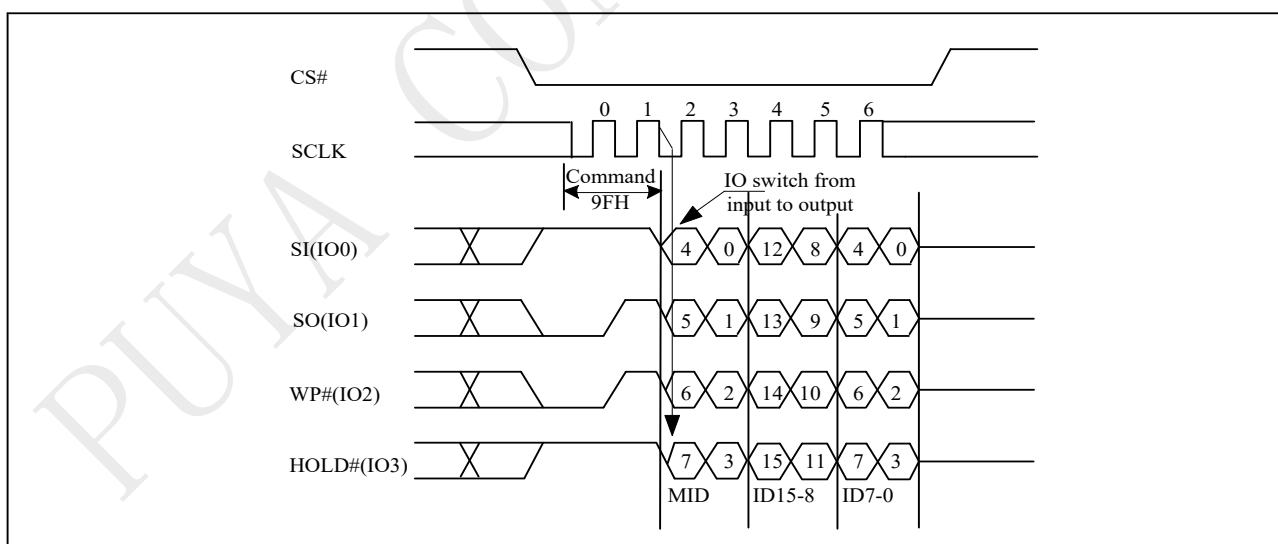 PUYA CON
CS#
0 1 2 3 4 5 6
SCLK
Command
9FH
IO switch from
input to output
SI(IO0)
4 0 12 8 4 0
SO(IO1)
5 1 13 9 5 1
WP#(IO2)
6 2 14 10 6 2
HOLD#(IO3)
7 3 15 11 7 3
MID ID15-8 ID7-0